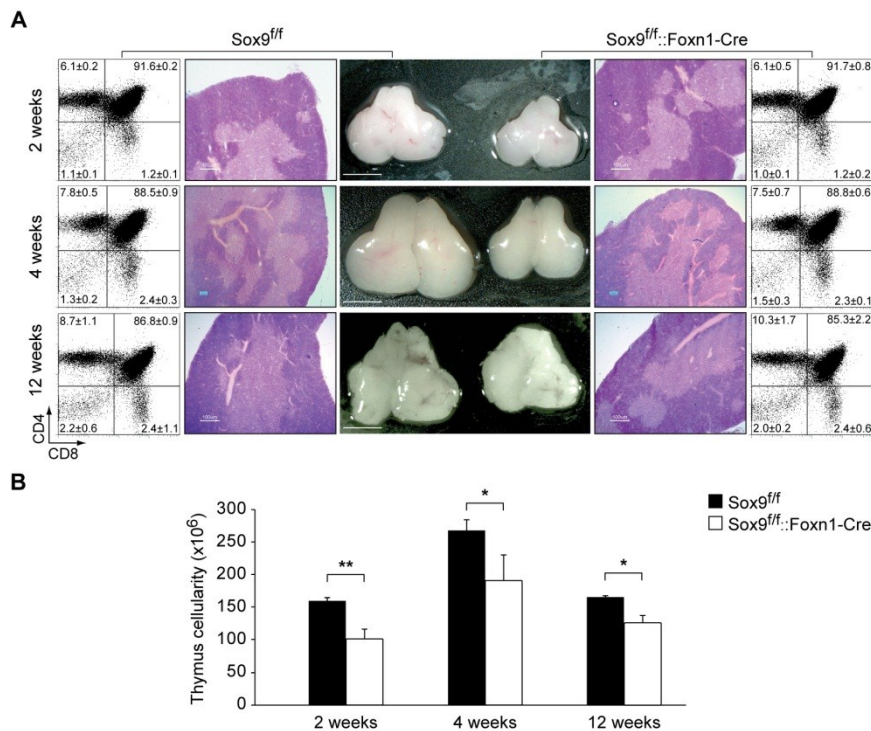 A
Sox9f/f
Sox9f/f::Foxn1-Cre
2 weeks
6.1±0.2 91.6±0.2
1.1±0.1 1.2±0.1
6.1±0.5 91.7±0.8
1.0±0.1 1.2±0.2
4 weeks
7.8±0.5 88.5±0.9
1.3±0.2 2.4±0.3
7.5±0.7 88.8±0.6
1.5±0.3 2.3±0.1
12 weeks
8.7±1.1 86.8±0.9
2.2±0.6 2.4±1.1
100um
10.3±1.7 85.3±2.2
2.0±0.2 2.4±0.6
CD4
CD8
B
Thymus cellularity (x10⁶)
300
250
200
150
100
50
0
**
*
*
2 weeks 4 weeks 12 weeks
Sox9f/f
Sox9f/f::Foxn1-Cre